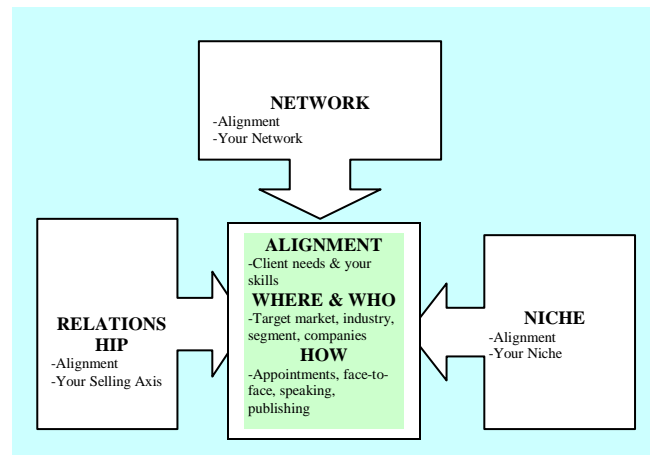 NETWORK
-Alignment
-Your Network
RELATIONS
HIP
-Alignment
-Your Selling Axis
ALIGNMENT
-Client needs & your
skills
WHERE & WHO
-Target market, industry,
segment, companies
HOW
-Appointments, face-to-
face, speaking,
publishing
NICHE
-Alignment
-Your Niche